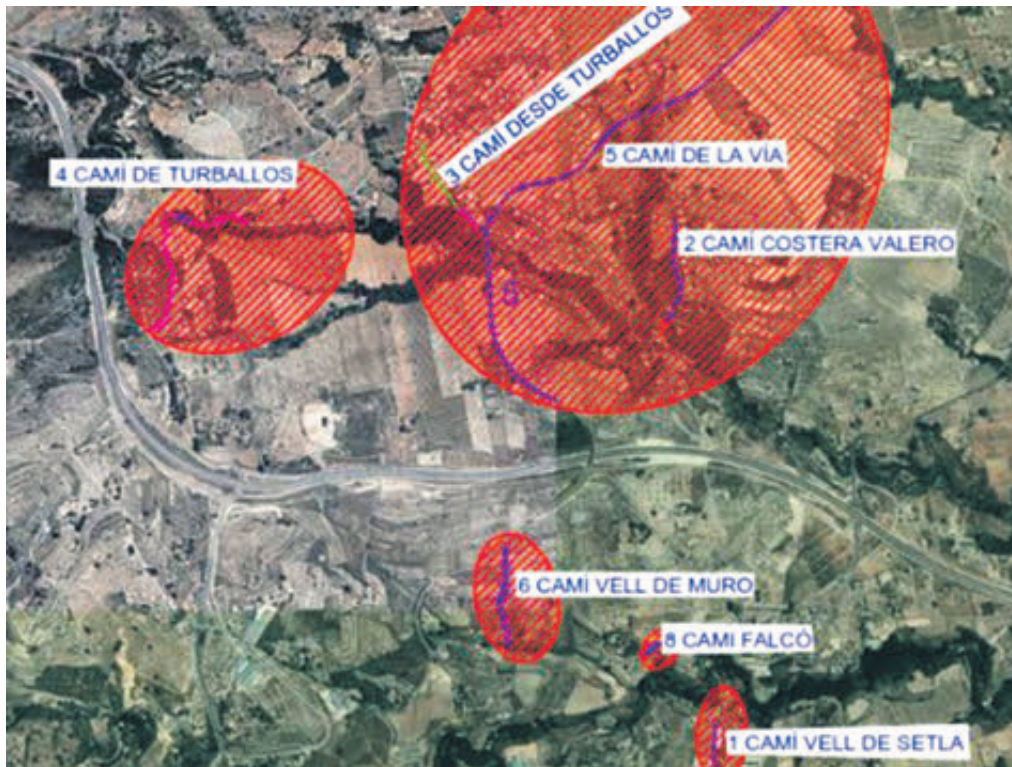 3 CAMÍ DESDE TURBALLOS
5 CAMÍ DE LA VÍA
4 CAMÍ DE TURBALLOS
2 CAMÍ COSTERA VALERO
6 CAMÍ VELL DE MURO
8 CAMI FALCÓ
1 CAMÍ VELL DE SETLA